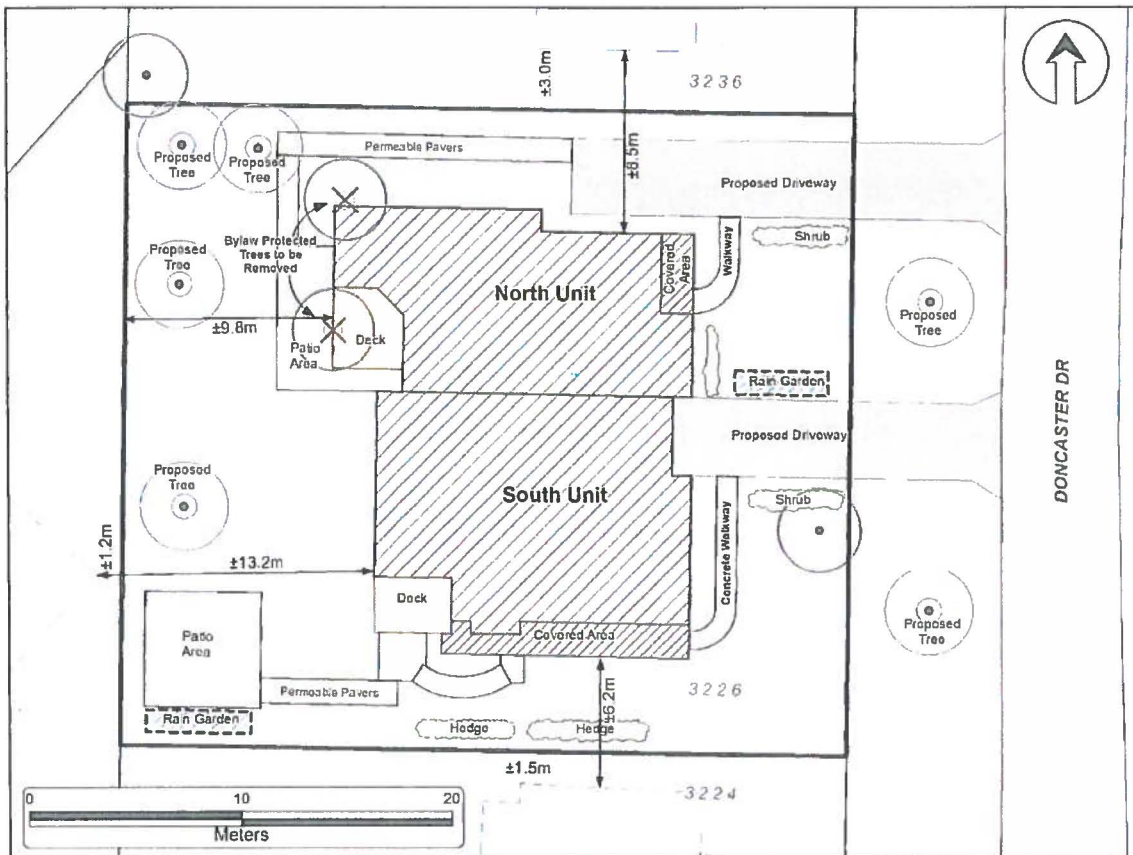 ±3.0m
3236
Permeable Pavers
Proposed
Tree
Proposed
Tree
±8.5m
Proposed Driveway
Bylaw Protected
Trees to be
Removed
Walkway
Shrub
Proposed
Tree
Covered
Area
North Unit
±9.8m
Patio
Area
Deck
Proposed
Tree
Rain Garden
DONCASTER DR
Proposed Driveway
Proposed
Tree
South Unit
Shrub
±1.2m
±13.2m
Concrete Walkway
Deck
Proposed
Tree
Patio
Area
Covered Area
Permeable Pavers
3226
±6.2m
Rain Garden
Hedge
Hedge
±1.5m
3224
0 10 20
Meters